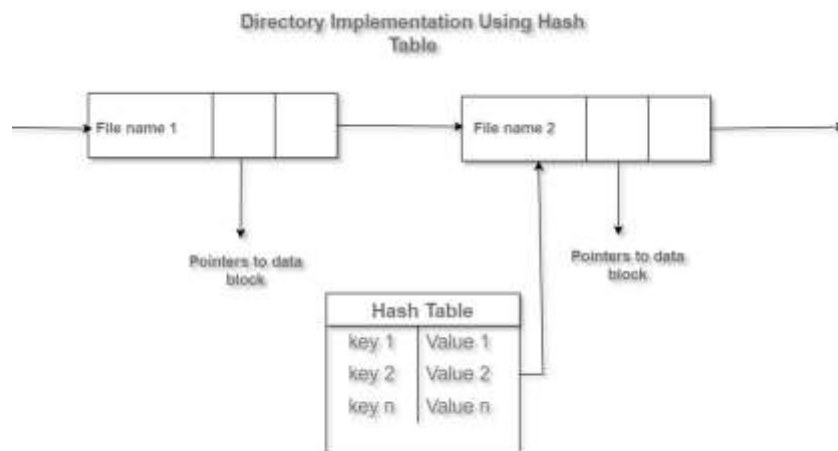 Directory Implementation Using Hash
Table
File name 1
File name 2
Pointers to data
block
Pointers to data
block
Hash Table
key 1 Value 1
key 2 Value 2
key n Value n